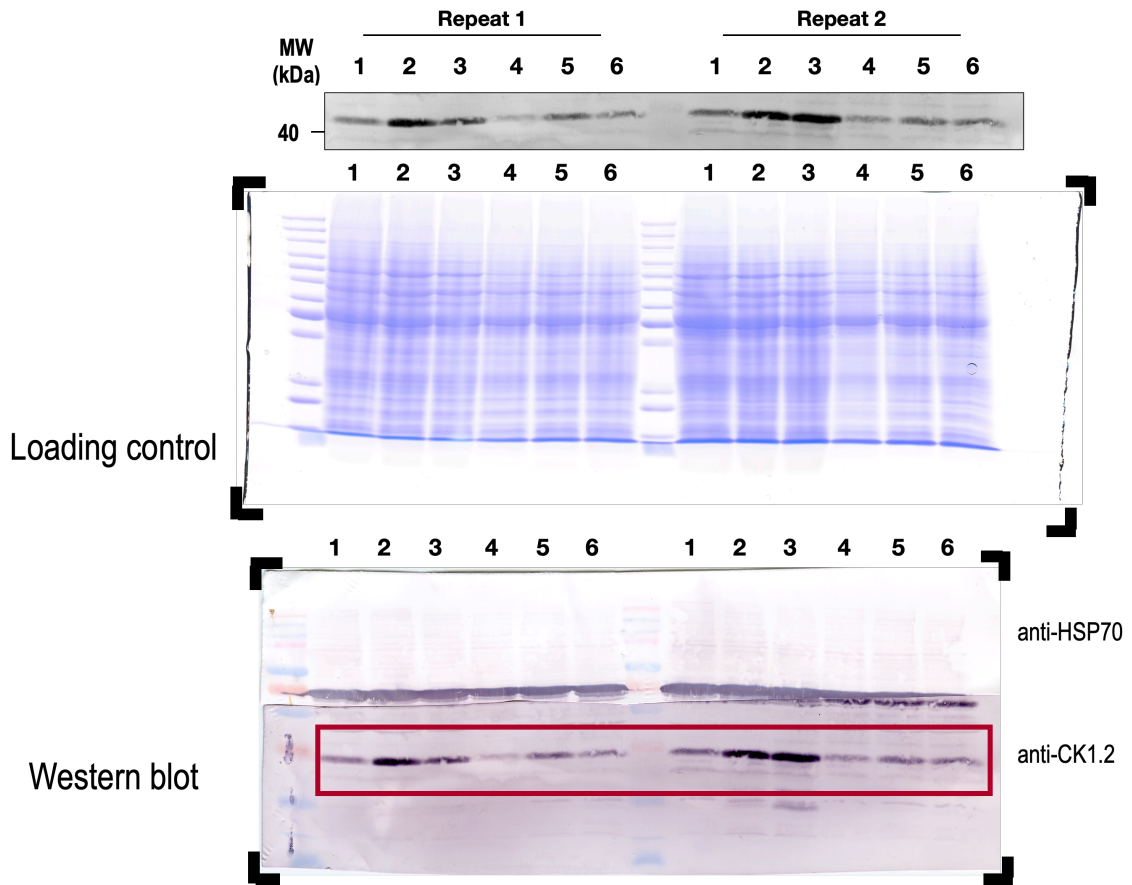 Repeat 1 Repeat 2
MW
(kDa)
1 2 3 4 5 6 1 2 3 4 5 6
40
1 2 3 4 5 6 1 2 3 4 5 6
Loading control
1 2 3 4 5 6 1 2 3 4 5 6
anti-HSP70
anti-CK1.2
Western blot